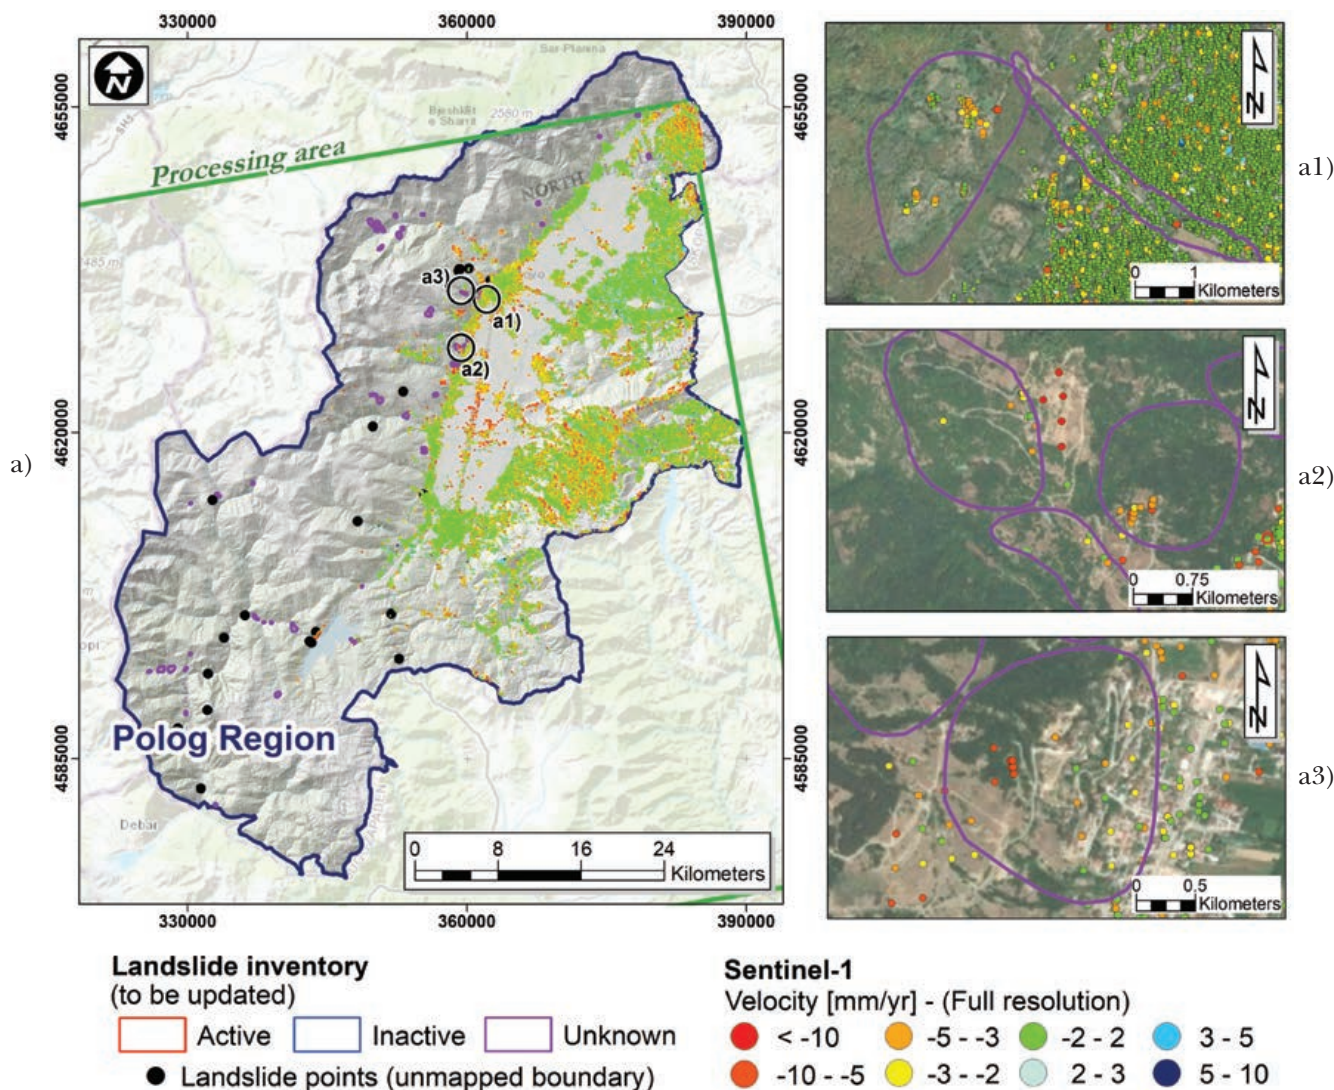 330000 360000 390000
Sar Planina
N
Bjeshkët
e Sharrit
2580 m
4655000 4655000
Processing area
NORTH
a3)
a1)
a2)
4620000 4620000
a)
Polog Region
Debar
4585000 4585000
0 8 16 24
Kilometers
330000 360000 390000
N
0 1
Kilometers
a1)
N
0 0.75
Kilometers
a2)
N
0 0.5
Kilometers
a3)
Landslide inventory
(to be updated)
Active Inactive Unknown
Landslide points (unmapped boundary)
Sentinel-1
Velocity [mm/yr] - (Full resolution)
< -10 -5 - -3 -2 - 2 3 - 5
-10 - -5 -3 - -2 2 - 3 5 - 10